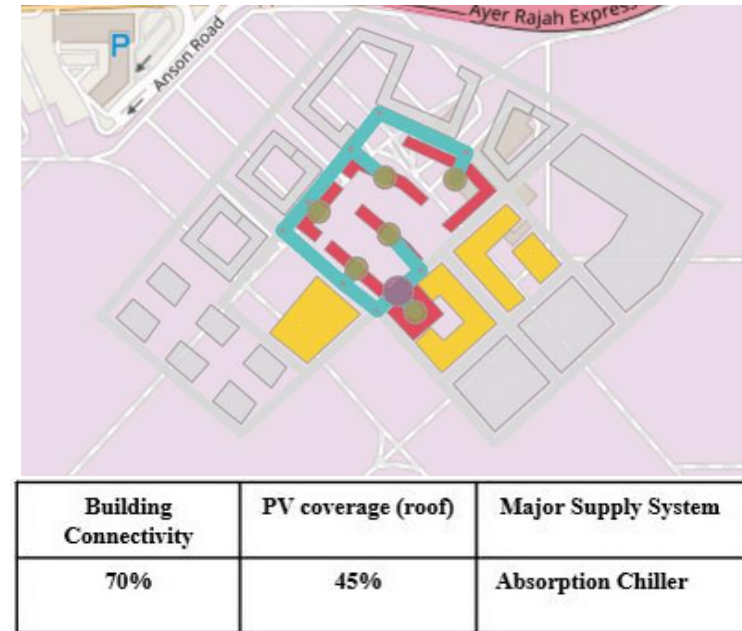 Ayer Rajah Express
P
Anson Road
Building Connectivity
PV coverage (roof)
Major Supply System
70%
45%
Absorption Chiller